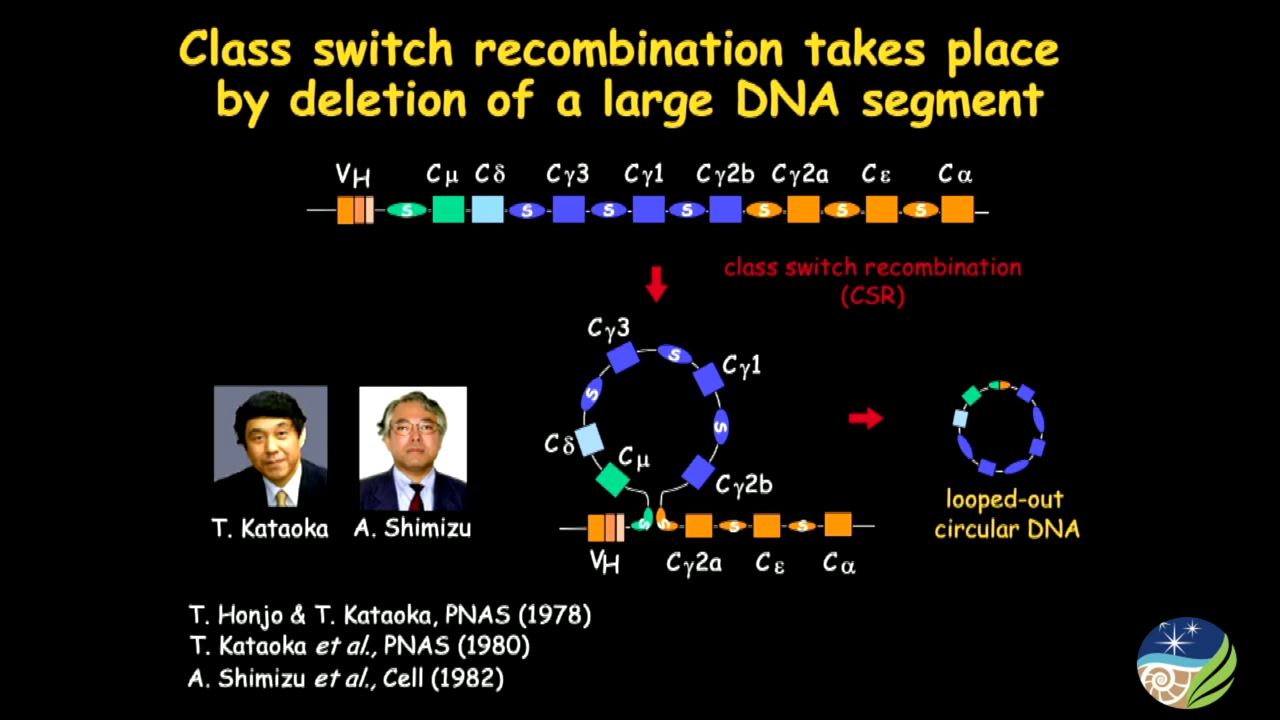 Class switch recombination takes place
by deletion of a large DNA segment
VH Cμ Cδ Cγ3 Cγ1 Cγ2b Cγ2a Cε Cα
S S S S S S S
class switch recombination
(CSR)
Cγ3
S
Cγ1
S
S
Cδ
Cμ
Cγ2b
S S S S
VH Cγ2a Cε Cα
looped-out
circular DNA
T. Kataoka A. Shimizu
T. Honjo & T. Kataoka, PNAS (1978)
T. Kataoka et al., PNAS (1980)
A. Shimizu et al., Cell (1982)